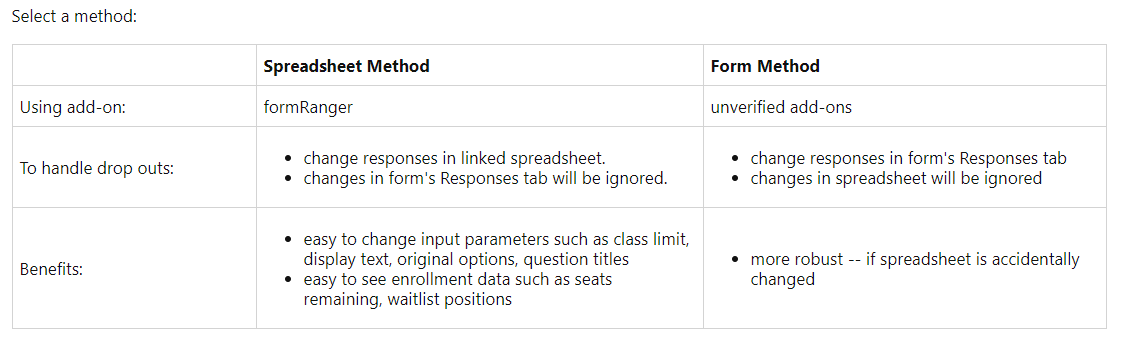 Select a method:
Spreadsheet Method
Form Method
Using add-on:
formRanger
unverified add-ons
To handle drop outs:
• change responses in linked spreadsheet.
• changes in form's Responses tab will be ignored.
• change responses in form's Responses tab
• changes in spreadsheet will be ignored
Benefits:
• easy to change input parameters such as class limit,
display text, original options, question titles
• easy to see enrollment data such as seats
remaining, waitlist positions
• more robust -- if spreadsheet is accidentally
changed